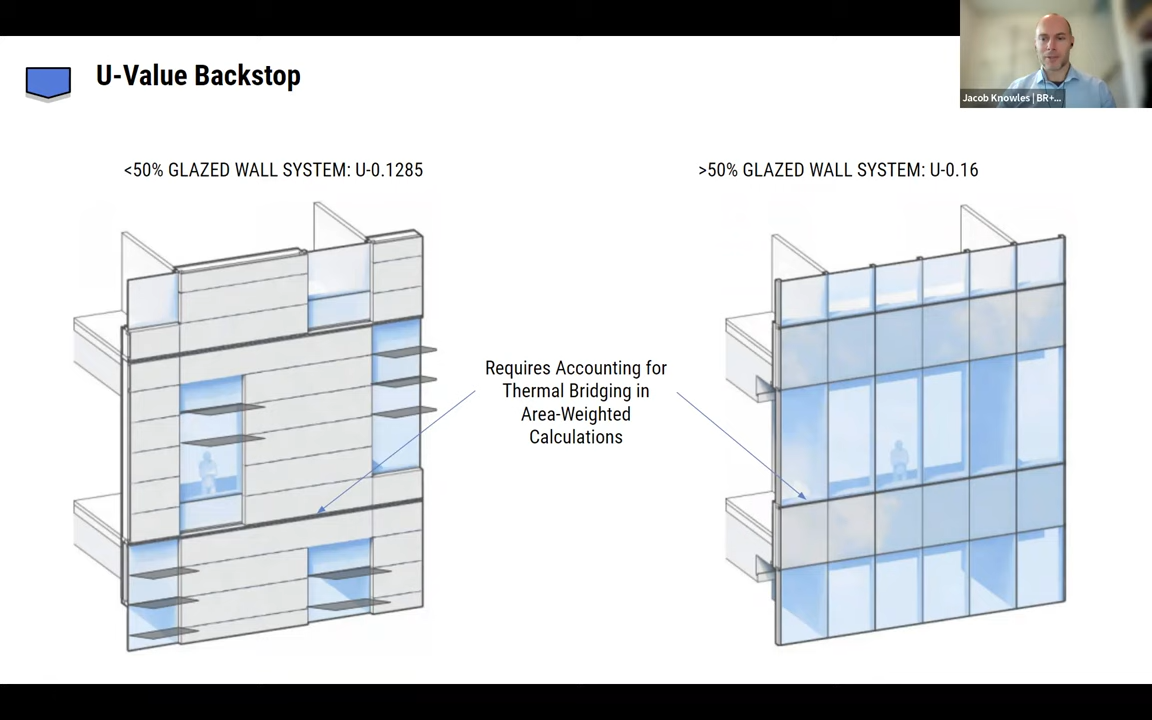 U-Value Backstop
Jacob Knowles | BR+...
<50% GLAZED WALL SYSTEM: U-0.1285
>50% GLAZED WALL SYSTEM: U-0.16
Requires Accounting for
Thermal Bridging in
Area-Weighted
Calculations